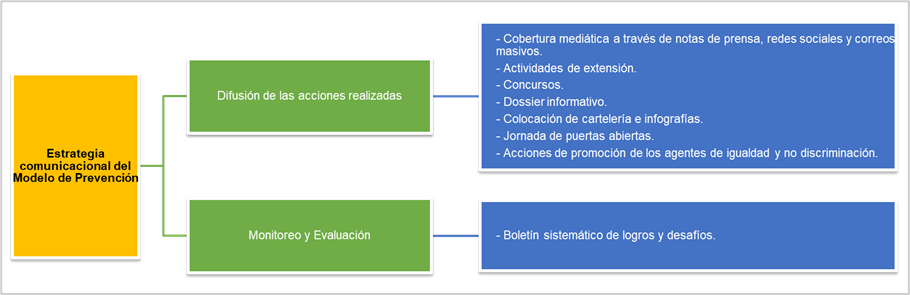 Estrategia
comunicacional del
Modelo de Prevención
Difusión de las acciones realizadas
- Cobertura mediática a través de notas de prensa, redes sociales y correos
masivos.
- Actividades de extensión.
- Concursos.
- Dossier informativo.
- Colocación de cartelería e infografías.
- Jornada de puertas abiertas.
- Acciones de promoción de los agentes de igualdad y no discriminación.
Monitoreo y Evaluación
- Boletín sistemático de logros y desafíos.